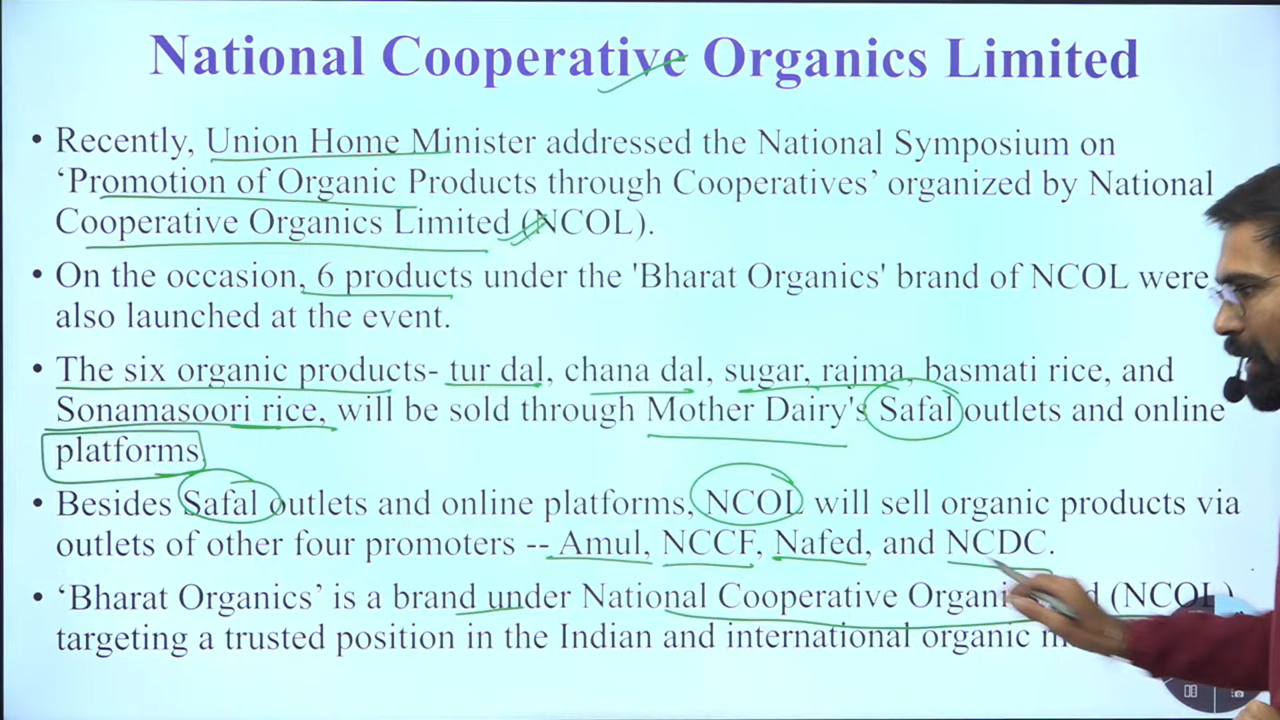 National Cooperative Organics Limited
• Recently, Union Home Minister addressed the National Symposium on
‘Promotion of Organic Products through Cooperatives’ organized by National
Cooperative Organics Limited (NCOL).
• On the occasion, 6 products under the 'Bharat Organics' brand of NCOL were
also launched at the event.
• The six organic products- tur dal, chana dal, sugar, rajma, basmati rice, and
Sonamasoori rice, will be sold through Mother Dairy's Safal outlets and online
platforms
• Besides Safal outlets and online platforms, NCOL will sell organic products via
outlets of other four promoters -- Amul, NCCF, Nafed, and NCDC.
• ‘Bharat Organics’ is a brand under National Cooperative (NCOL)
targeting a trusted position in the Indian and international organic